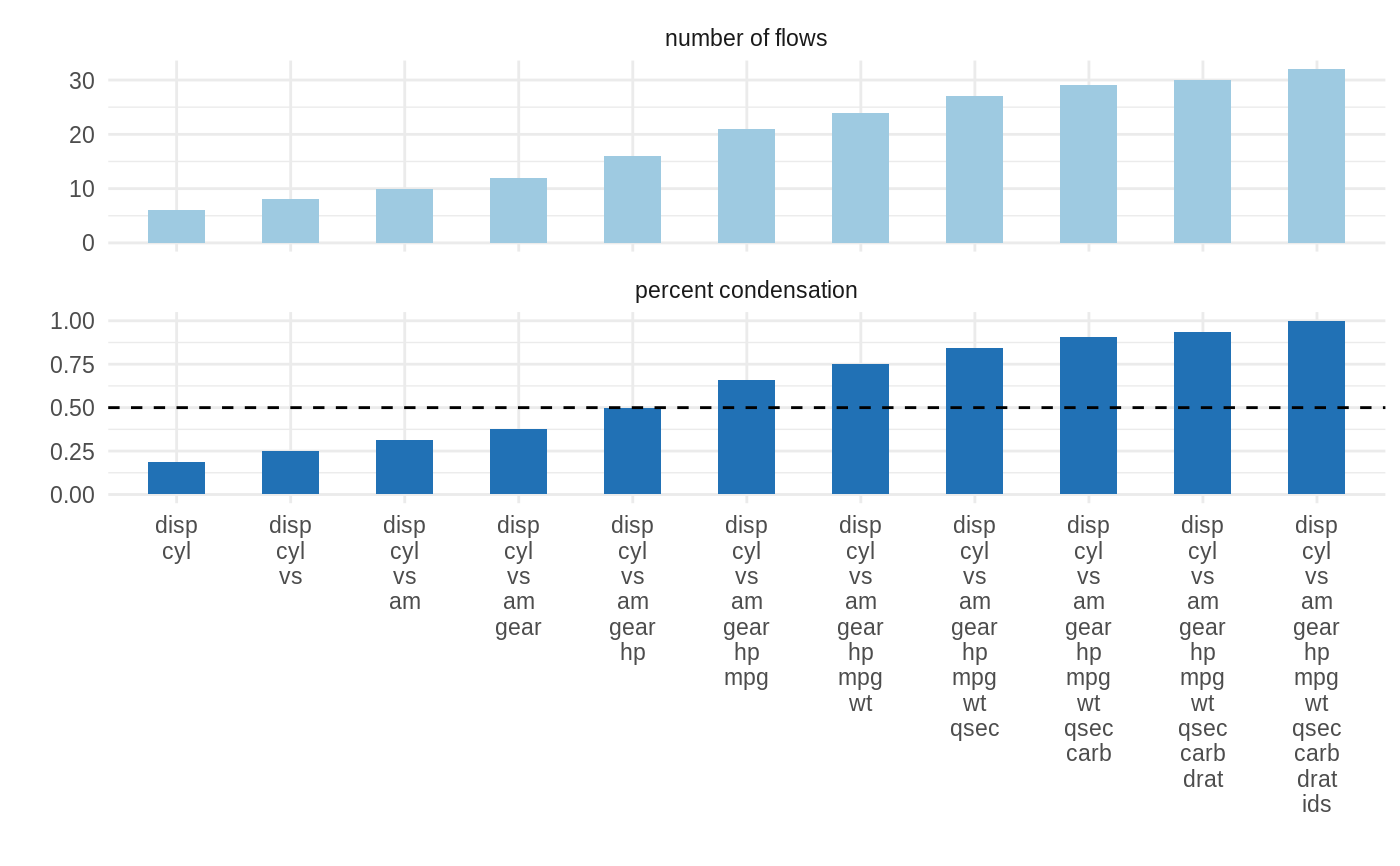 number of flows
30
20
10
0
percent condensation
1.00
0.75
0.50
0.25
0.00
disp disp disp disp disp disp disp disp disp disp disp
cyl cyl cyl cyl cyl cyl cyl cyl cyl cyl cyl
vs vs vs vs vs vs vs vs vs vs
am am am am am am am am am
gear gear gear gear gear gear gear gear
hp hp hp hp hp hp hp
mpg mpg mpg mpg mpg mpg
wt wt wt wt wt
qsec qsec qsec qsec
carb carb carb
drat drat
ids